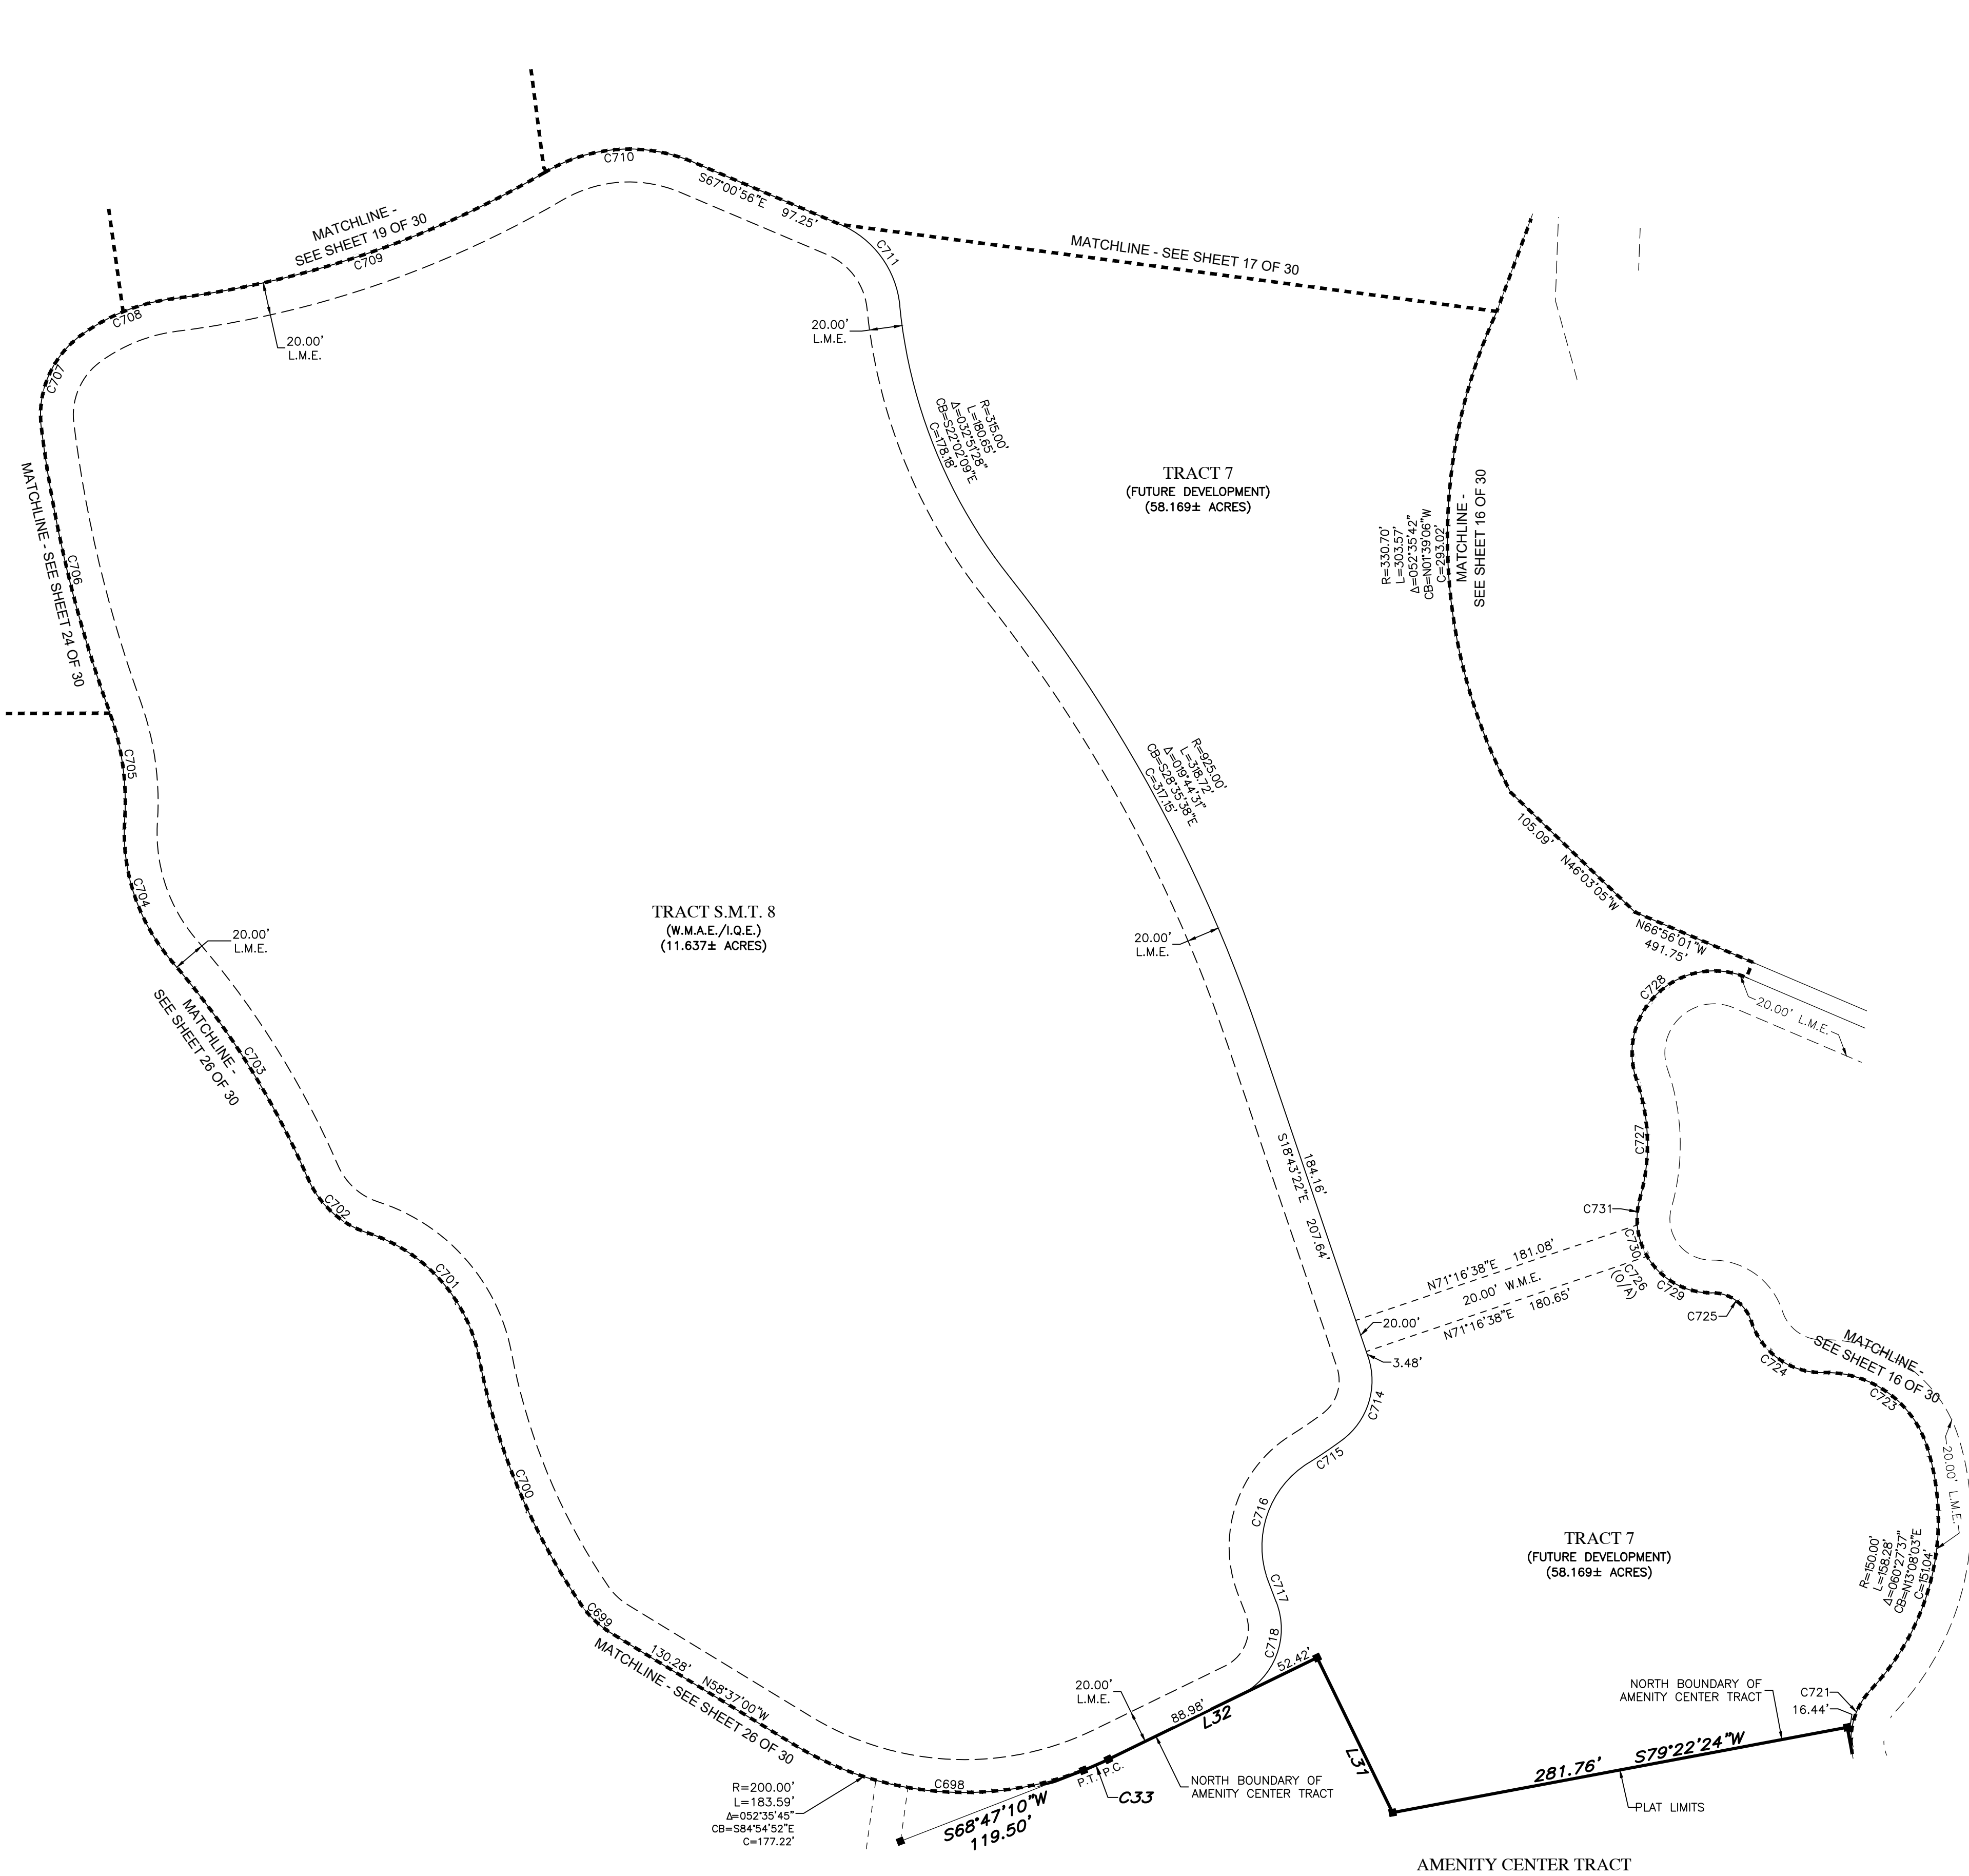 C710
S67°00'56"E 97.25'
MATCHLINE -
SEE SHEET 19 OF 30
C709
C711
MATCHLINE - SEE SHEET 17 OF 30
C708
20.00'
L.M.E.
20.00'
L.M.E.
C707
R=315.00'
L=180.65'
Δ=032°51'28"
CB=S22°02'09"E
C=178.18'
TRACT 7
(FUTURE DEVELOPMENT)
(58.169± ACRES)
MATCHLINE - SEE SHEET 24 OF 30
C706
R=330.70'
L=303.57'
Δ=052°35'42"
CB=N01°39'06"W
C=293.02'
MATCHLINE -
SEE SHEET 16 OF 30
C705
R=925.00'
L=318.72'
Δ=019°44'31"
CB=S28°35'38"E
C=317.15'
105.09' N46°03'05"W
C704
TRACT S.M.T. 8
(W.M.A.E./I.Q.E.)
(11.637± ACRES)
20.00'
L.M.E.
20.00'
L.M.E.
N66°56'01"W
491.75'
C728
20.00' L.M.E.
MATCHLINE -
SEE SHEET 26 OF 30
C703
C727
184.16'
S18°43'22"E 207.64'
C702
C731
C730
N71°16'38"E 181.08'
20.00' W.M.E.
N71°16'38"E 180.65'
C726
(O/A)
C729
C701
20.00'
C725
3.48'
MATCHLINE -
SEE SHEET 16 OF 30
C724
C723
C714
C715
20.00' L.M.E.
C700
C716
TRACT 7
(FUTURE DEVELOPMENT)
(58.169± ACRES)
R=150.00'
L=158.28'
Δ=060°27'37"
CB=N13°08'03"E
C=151.04'
C717
C699
C718
130.28' N58°37'00"W
MATCHLINE - SEE SHEET 26 OF 30
52.42'
20.00'
L.M.E.
88.98'
L32
NORTH BOUNDARY OF
AMENITY CENTER TRACT
C721
16.44'
L31
281.76' S79°22'24"W
P.T.
P.C.
C33
NORTH BOUNDARY OF
AMENITY CENTER TRACT
C698
R=200.00'
L=183.59'
Δ=052°35'45"
CB=S84°54'52"E
C=177.22'
S68°47'10"W
119.50'
PLAT LIMITS
AMENITY CENTER TRACT